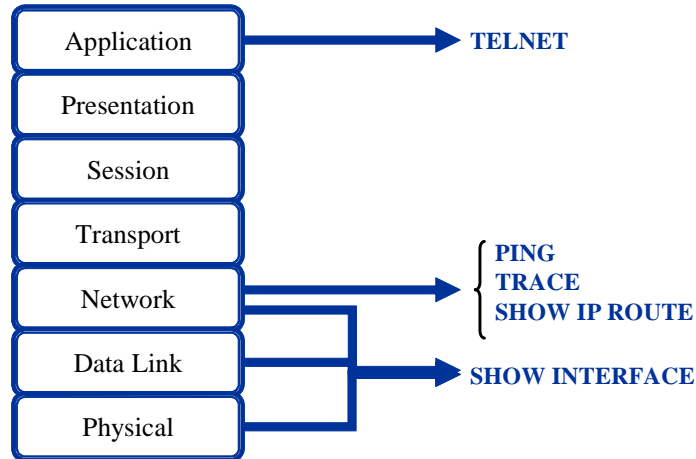 Application
TELNET
Presentation
Session
Transport
Network
PING
TRACE
SHOW IP ROUTE
Data Link
SHOW INTERFACE
Physical